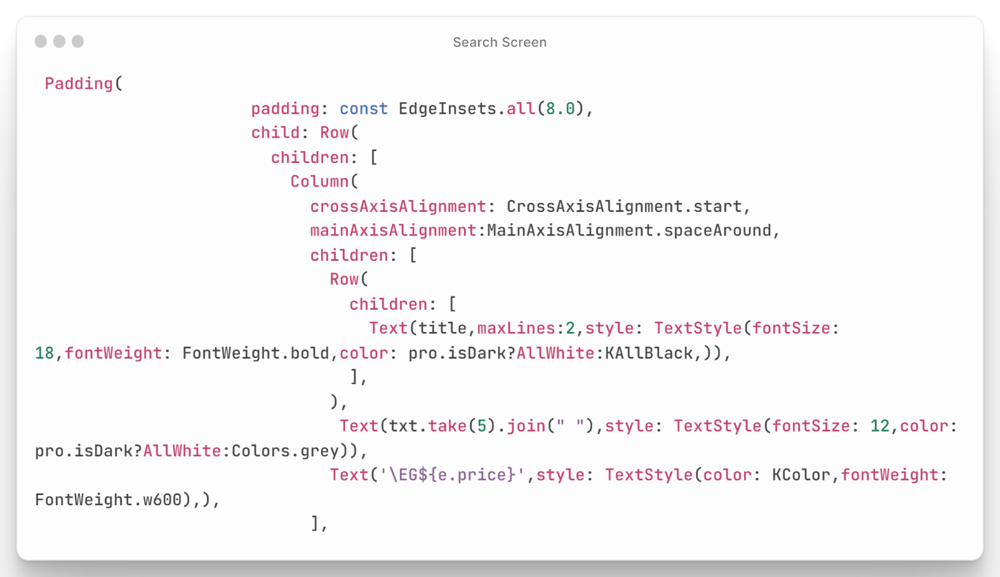 Search Screen
Padding(
padding: const EdgeInsets.all(8.0),
child: Row(
children: [
Column(
crossAxisAlignment: CrossAxisAlignment.start,
mainAxisAlignment:MainAxisAlignment.spaceAround,
children: [
Row(
children: [
Text(title,maxLines:2,style: TextStyle(fontSize:
18,fontWeight: FontWeight.bold,color: pro.isDark?AllWhite:KAllBlack,)),
],
),
Text(txt.take(5).join(" "),style: TextStyle(fontSize: 12,color:
pro.isDark?AllWhite:Colors.grey)),
Text('\EG${e.price}',style: TextStyle(color: KColor,fontWeight:
FontWeight.w600),),
],